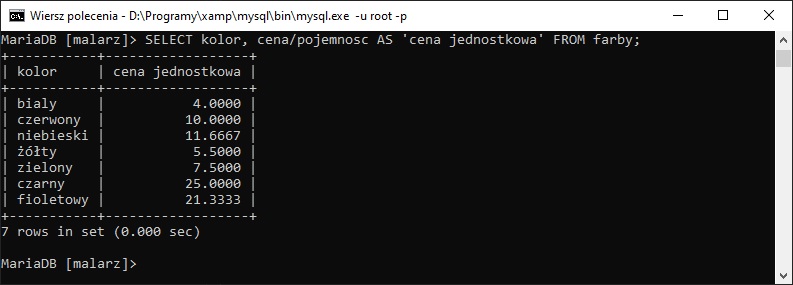 Wiersz polecenia - D:\Programy\xamp\mysql\bin\mysql.exe -u root -p
MariaDB [malarz]> SELECT kolor, cena/pojemnosc AS 'cena jednostkowa' FROM farby;
+-----------+------------------+
| kolor     | cena jednostkowa |
+-----------+------------------+
| bialy     |           4.0000 |
| czerwony  |          10.0000 |
| niebieski |          11.6667 |
| żółty     |           5.5000 |
| zielony   |           7.5000 |
| czarny    |          25.0000 |
| fioletowy |          21.3333 |
+-----------+------------------+
7 rows in set (0.000 sec)
MariaDB [malarz]>